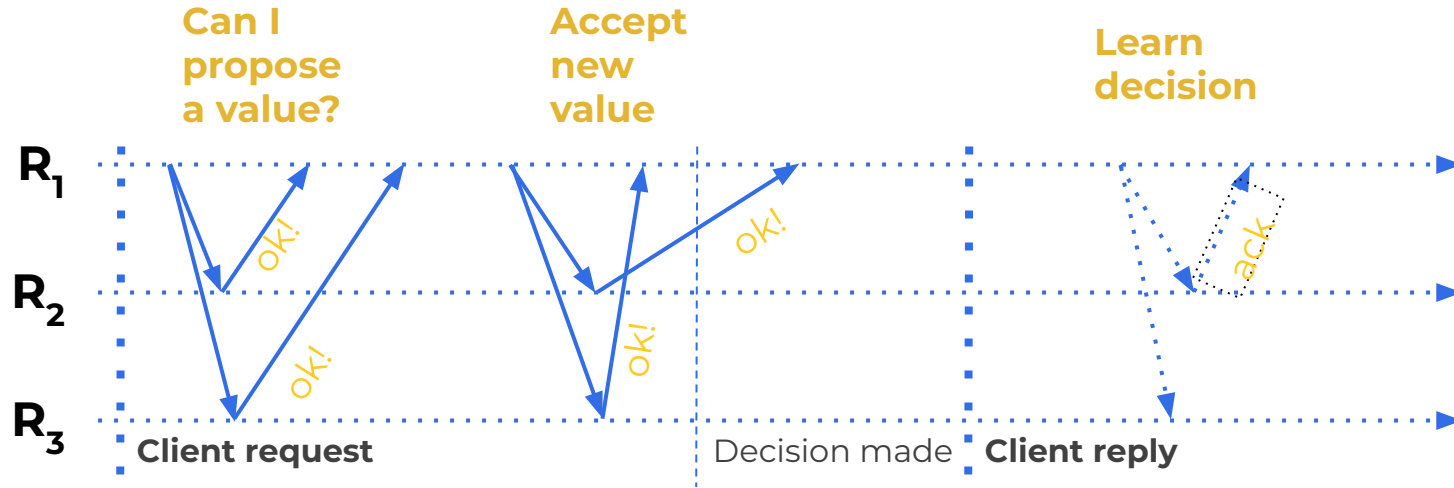 Can I
propose
a value?
Accept
new
value
Learn
decision
R1
ok!
ok!
ack
R2
ok!
ok!
R3
Client request
Decision made
Client reply